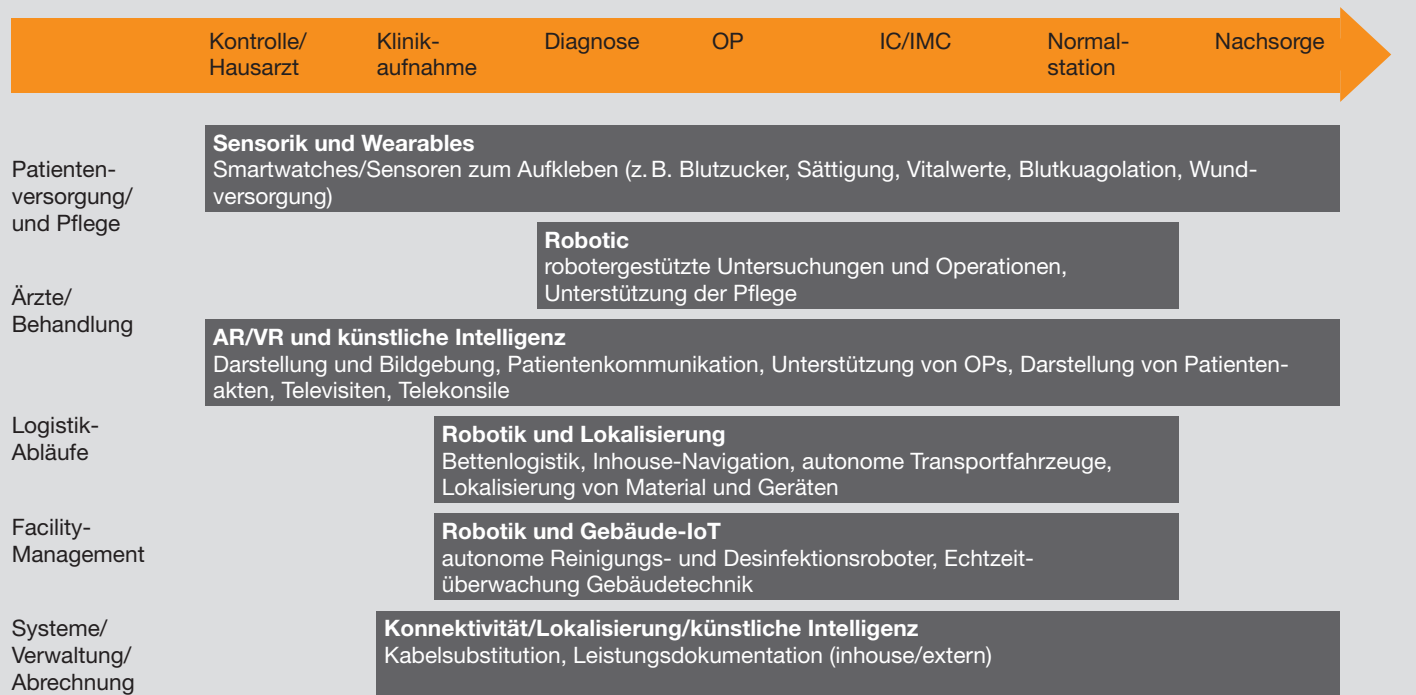 Kontrolle/
Hausarzt
Klinik-
aufnahme
Diagnose
OP
IC/IMC
Normal-
station
Nachsorge
Patienten-
versorgung/
und Pflege
Sensorik und Wearables
Smartwatches/Sensoren zum Aufkleben (z. B. Blutzucker, Sättigung, Vitalwerte, Blutkuagolation, Wund-
versorgung)
Robotic
robotergestützte Untersuchungen und Operationen,
Unterstützung der Pflege
Ärzte/
Behandlung
AR/VR und künstliche Intelligenz
Darstellung und Bildgebung, Patientenkommunikation, Unterstützung von OPs, Darstellung von Patienten-
akten, Televisiten, Telekonsile
Logistik-
Abläufe
Robotik und Lokalisierung
Bettenlogistik, Inhouse-Navigation, autonome Transportfahrzeuge,
Lokalisierung von Material und Geräten
Facility-
Management
Robotik und Gebäude-IoT
autonome Reinigungs- und Desinfektionsroboter, Echtzeit-
überwachung Gebäudetechnik
Systeme/
Verwaltung/
Abrechnung
Konnektivität/Lokalisierung/künstliche Intelligenz
Kabelsubstitution, Leistungsdokumentation (inhouse/extern)